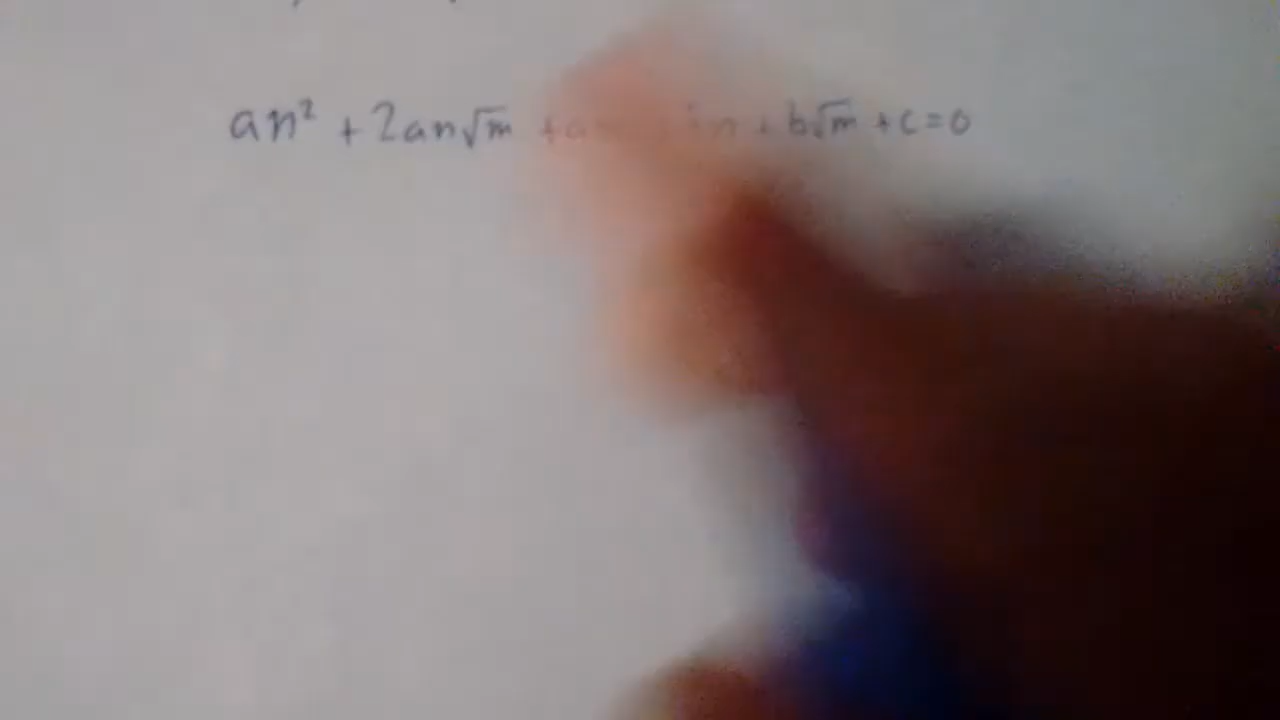 an² + 2an√m + a n + b√m + c = 0